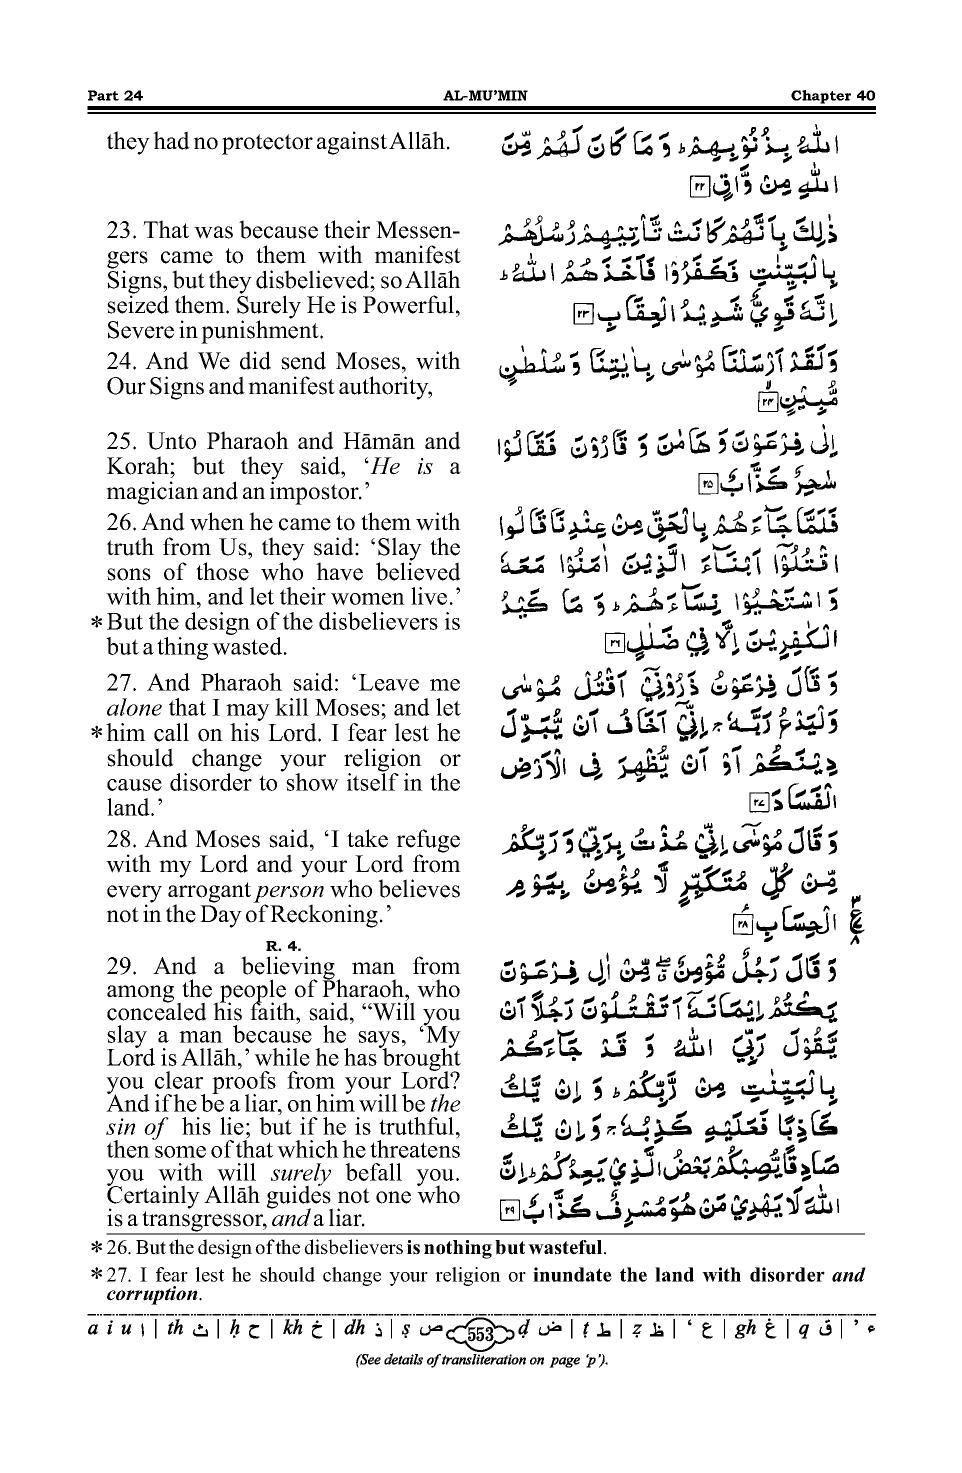 Part 24 AL-MU’MIN Chapter 40
they had no protector against Allāh.
اللّٰهُ بِذُنُوْبِهِمْ ؕ وَ مَا كَانَ لَهُمْ مِّنَ
اللّٰهِ مِنْ وَّاقٍ ﴿۲۲﴾
23. That was because their Messen-
gers came to them with manifest
Signs, but they disbelieved; so Allāh
seized them. Surely He is Powerful,
Severe in punishment.
ذٰلِكَ بِاَنَّهُمْ كَانَتْ تَّاْتِيْهِمْ رُسُلُهُمْ
بِالْبَيِّنٰتِ فَكَفَرُوْا فَاَخَذَهُمُ اللّٰهُ ؕ
اِنَّهٗ قَوِيٌّ شَدِيْدُ الْعِقَابِ ﴿۲۳﴾
24. And We did send Moses, with
Our Signs and manifest authority,
وَلَقَدْ اَرْسَلْنَا مُوْسٰى بِاٰيٰتِنَا وَ سُلْطٰنٍ
مُّبِيْنٍ ﴿۲۴﴾
25. Unto Pharaoh and Hāmān and
Korah; but they said, ‘He is a
magician and an impostor.’
اِلٰى فِرْعَوْنَ وَ هَامٰنَ وَ قَارُوْنَ فَقَالُوْا
سٰحِرٌ كَذَّابٌ ﴿۲۵﴾
26. And when he came to them with
truth from Us, they said: ‘Slay the
sons of those who have believed
with him, and let their women live.’
*But the design of the disbelievers is
but a thing wasted.
فَلَمَّا جَآءَهُمْ بِالْحَقِّ مِنْ عِنْدِنَا قَالُوا
اقْتُلُوْۤا اَبْنَآءَ الَّذِيْنَ اٰمَنُوْا مَعَهٗ
وَ اسْتَحْيُوْا نِسَآءَهُمْ ؕ وَ مَا كَيْدُ
الْكٰفِرِيْنَ اِلَّا فِيْ ضَلٰلٍ ﴿۲۶﴾
27. And Pharaoh said: ‘Leave me
alone that I may kill Moses; and let
*him call on his Lord. I fear lest he
should change your religion or
cause disorder to show itself in the
land.’
وَ قَالَ فِرْعَوْنُ ذَرُوْنِيْۤ اَقْتُلْ مُوْسٰى
وَلْيَدْعُ رَبَّهٗ ۚ اِنِّيْۤ اَخَافُ اَنْ يُّبَدِّلَ
دِيْنَكُمْ اَوْ اَنْ يُّظْهِرَ فِى الْاَرْضِ
الْفَسَادَ ﴿۲۷﴾
28. And Moses said, ‘I take refuge
with my Lord and your Lord from
every arrogant person who believes
not in the Day of Reckoning.’
وَ قَالَ مُوْسٰۤى اِنِّيْ عُذْتُ بِرَبِّيْ وَ رَبِّكُمْ
مِّنْ كُلِّ مُتَكَبِّرٍ لَّا يُؤْمِنُ بِيَوْمِ
الْحِسَابِ ﴿۲۸﴾ ۳ ع ۸
R. 4.
29. And a believing man from
among the people of Pharaoh, who
concealed his faith, said, “Will you
slay a man because he says, ‘My
Lord is Allāh,’ while he has brought
you clear proofs from your Lord?
And if he be a liar, on him will be the
sin of his lie; but if he is truthful,
then some of that which he threatens
you with will surely befall you.
Certainly Allāh guides not one who
is a transgressor, and a liar.
وَ قَالَ رَجُلٌ مُّؤْمِنٌ ۖ مِّنْ اٰلِ فِرْعَوْنَ
يَكْتُمُ اِيْمَانَهٗۤ اَتَقْتُلُوْنَ رَجُلًا اَنْ
يَّقُوْلَ رَبِّيَ اللّٰهُ وَ قَدْ جَآءَكُمْ
بِالْبَيِّنٰتِ مِنْ رَّبِّكُمْ ؕ وَ اِنْ يَّكُ
كَاذِبًا فَعَلَيْهِ كَذِبُهٗ ۚ وَ اِنْ يَّكُ
صَادِقًا يُّصِبْكُمْ بَعْضُ الَّذِيْ يَعِدُكُمْ ؕ اِنَّ
اللّٰهَ لَا يَهْدِيْ مَنْ هُوَ مُسْرِفٌ كَذَّابٌ ﴿۲۹﴾
* 26. But the design of the disbelievers is nothing but wasteful.
* 27. I fear lest he should change your religion or inundate the land with disorder and
corruption.
a i u ا | th ث | ḥ ح | kh خ | dh ذ | ṣ ص 553 ḍ ض | ṭ ط | ẓ ظ | ‘ ع | gh غ | q ق | ’ ء
(See details of transliteration on page ‘p’).